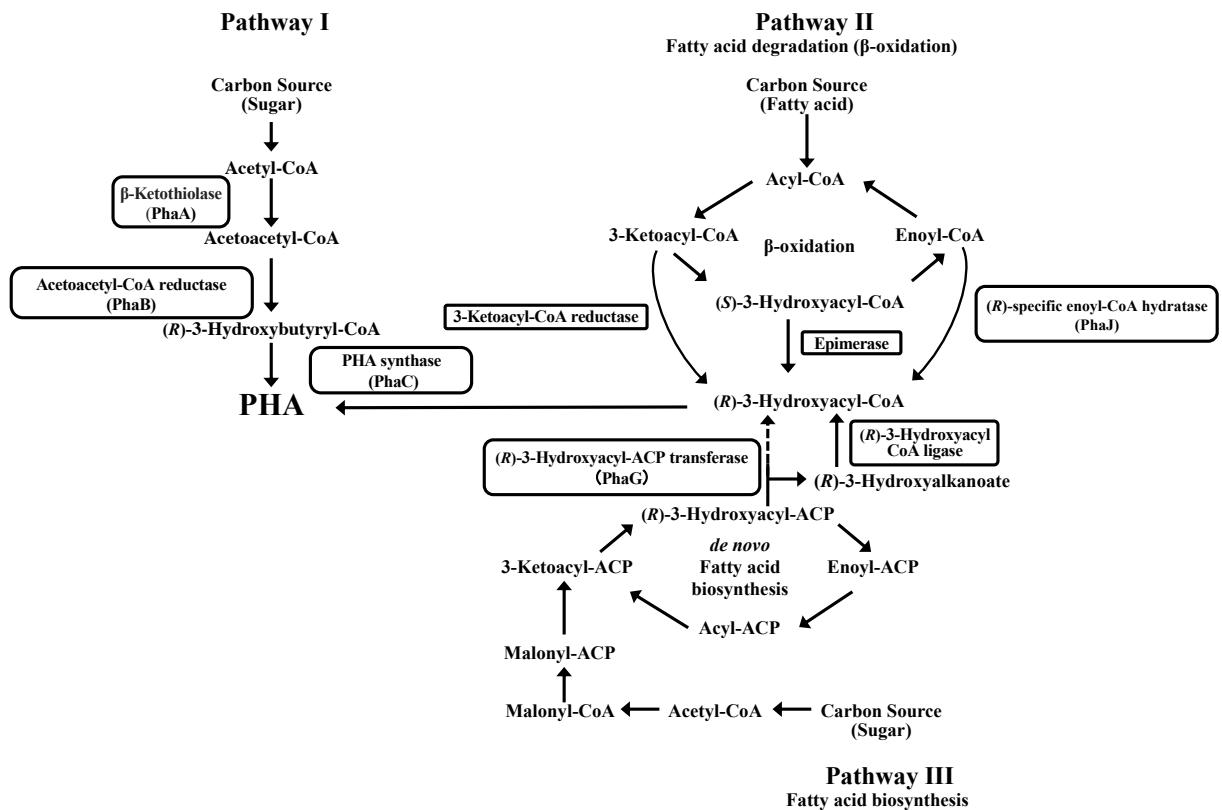 Pathway I
Carbon Source
(Sugar)
Acetyl-CoA
β-Ketothiolase
(PhaA)
Acetoacetyl-CoA
Acetoacetyl-CoA reductase
(PhaB)
(R)-3-Hydroxybutyryl-CoA
PHA synthase
(PhaC)
PHA
Pathway II
Fatty acid degradation (β-oxidation)
Carbon Source
(Fatty acid)
Acyl-CoA
3-Ketoacyl-CoA
β-oxidation
Enoyl-CoA
(S)-3-Hydroxyacyl-CoA
3-Ketoacyl-CoA reductase
Epimerase
(R)-specific enoyl-CoA hydratase
(PhaJ)
(R)-3-Hydroxyacyl-CoA
(R)-3-Hydroxyacyl-ACP transferase
(PhaG)
(R)-3-Hydroxyacyl
CoA ligase
(R)-3-Hydroxyalkanoate
(R)-3-Hydroxyacyl-ACP
de novo
Fatty acid
biosynthesis
3-Ketoacyl-ACP
Enoyl-ACP
Acyl-ACP
Malonyl-ACP
Malonyl-CoA
Acetyl-CoA
Carbon Source
(Sugar)
Pathway III
Fatty acid biosynthesis